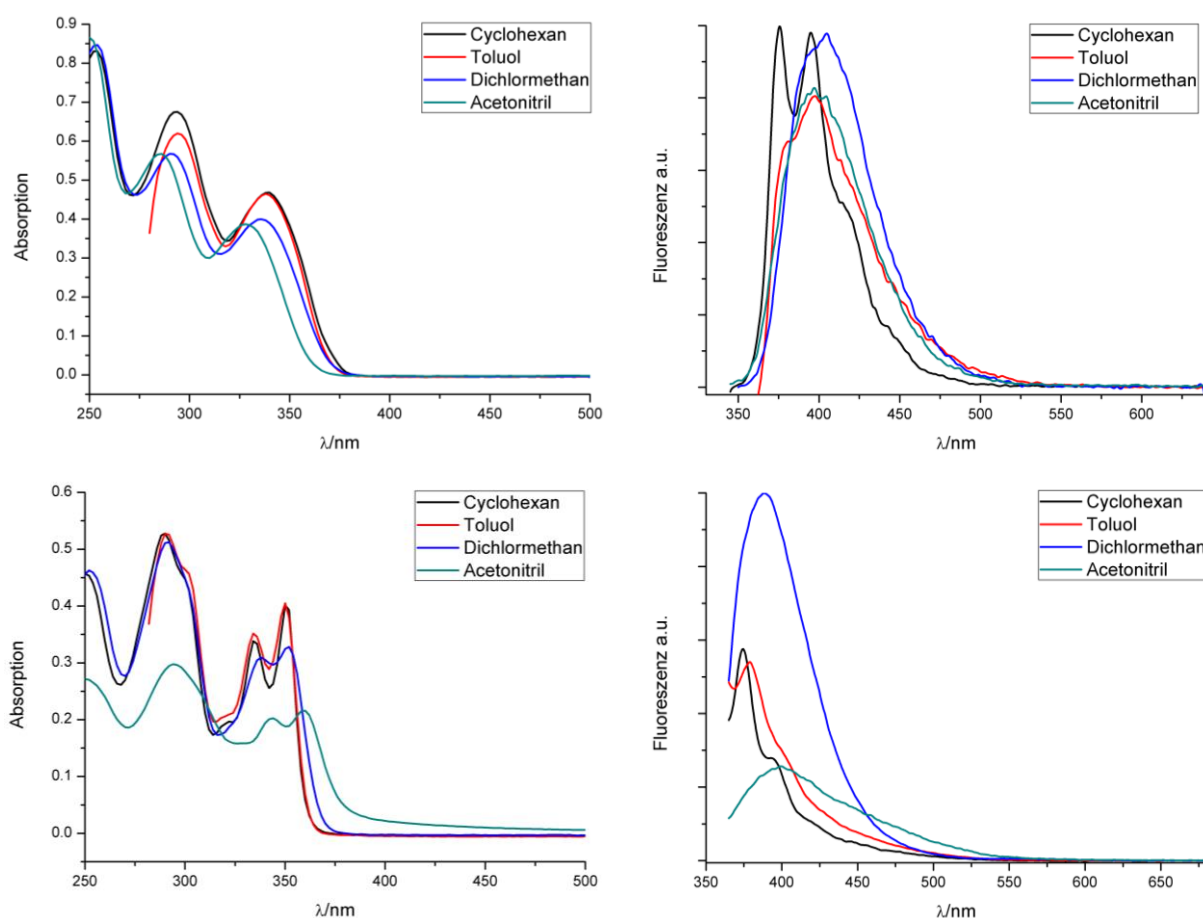 0.9
0.8
0.7
0.6
0.5
0.4
0.3
0.2
0.1
0.0
Absorption
250 300 350 400 450 500
λ/nm
Cyclohexan
Toluol
Dichlormethan
Acetonitril
Fluoreszenz a.u.
350 400 450 500 550 600
λ/nm
Cyclohexan
Toluol
Dichlormethan
Acetonitril
0.6
0.5
0.4
0.3
0.2
0.1
0.0
Absorption
250 300 350 400 450 500
λ/nm
Cyclohexan
Toluol
Dichlormethan
Acetonitril
Fluoreszenz a.u.
350 400 450 500 550 600 650
λ/nm
Cyclohexan
Toluol
Dichlormethan
Acetonitril